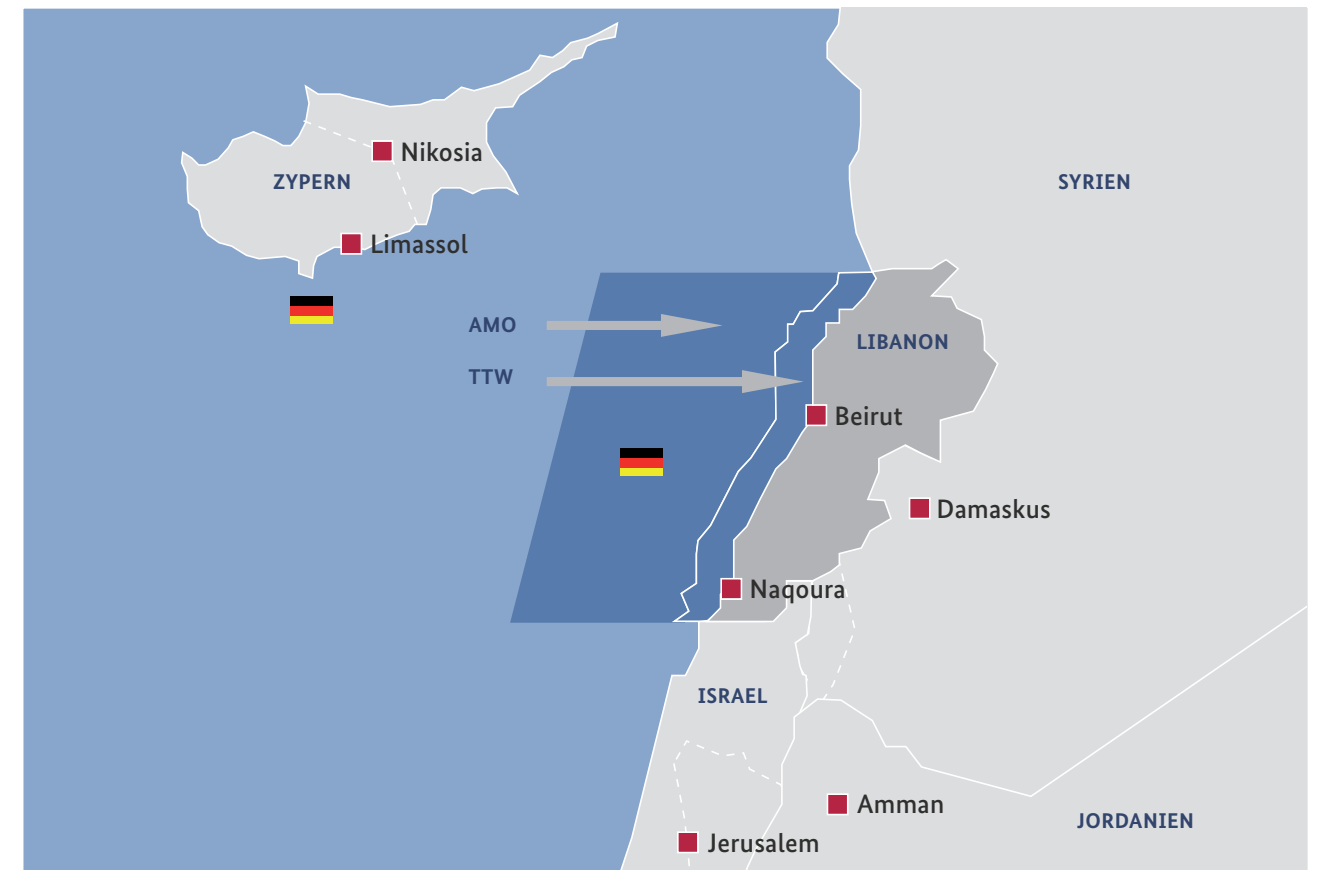 Nikosia
ZYPERN
SYRIEN
Limassol
AMO
LIBANON
TTW
Beirut
Damaskus
Naqoura
ISRAEL
Amman
JORDANIEN
Jerusalem